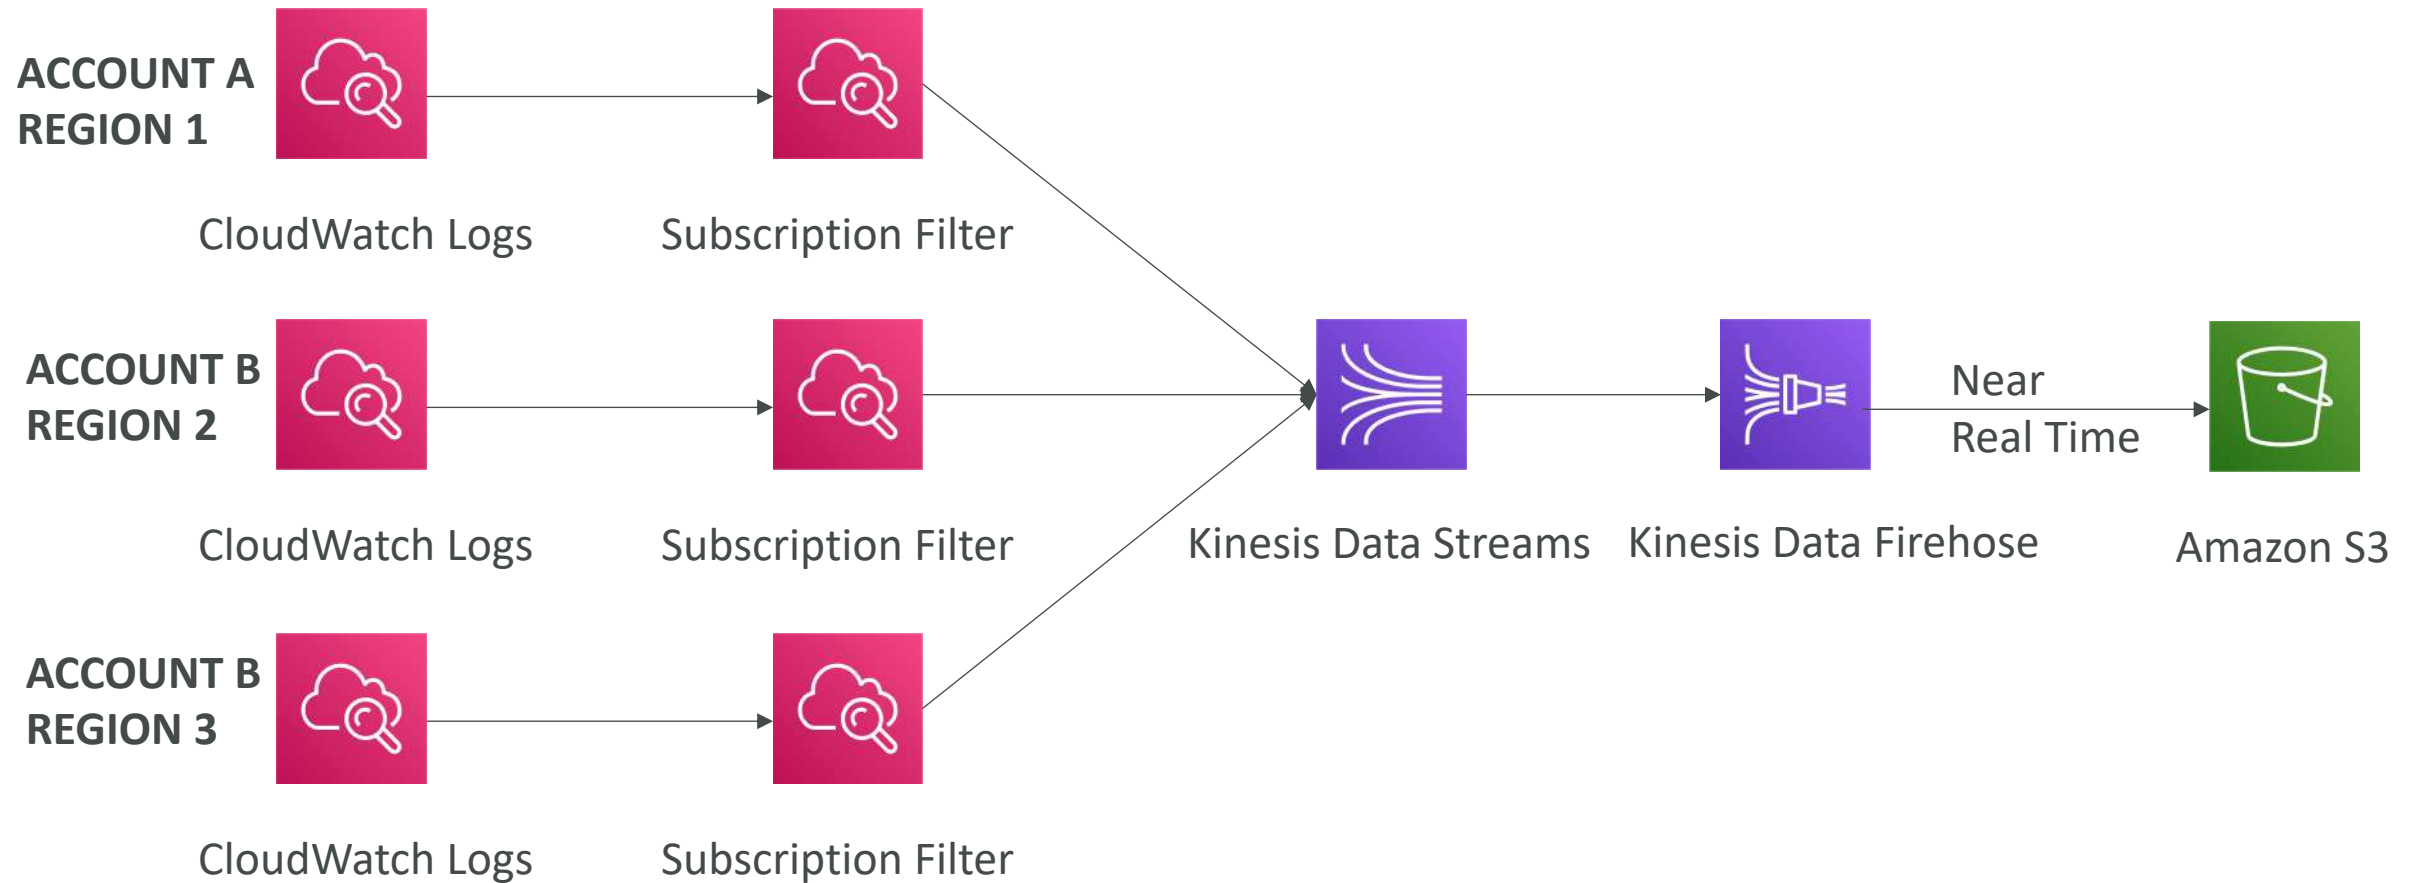 ACCOUNT A
REGION 1
CloudWatch Logs
Subscription Filter
ACCOUNT B
REGION 2
CloudWatch Logs
Subscription Filter
Kinesis Data Streams
Kinesis Data Firehose
Near
Real Time
Amazon S3
ACCOUNT B
REGION 3
CloudWatch Logs
Subscription Filter